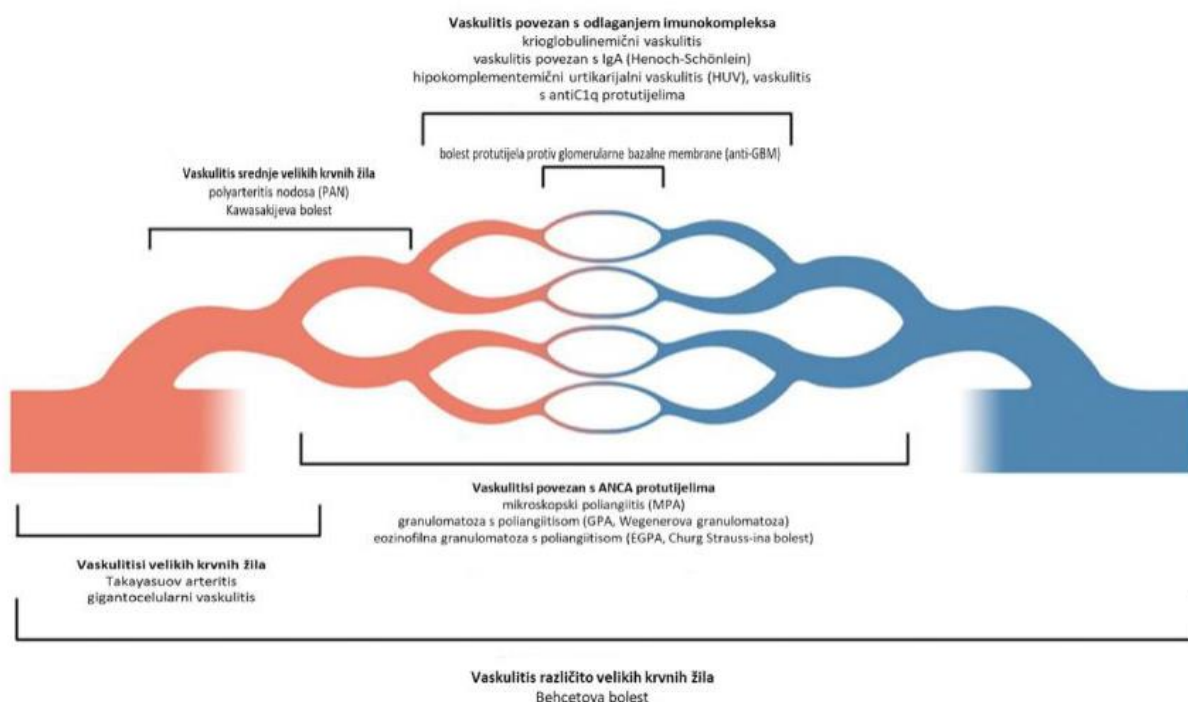 Vaskulitis povezan s odlaganjem imunokompleksa
krioglobulinemični vaskulitis
vaskulitis povezan s IgA (Henoch-Schönlein)
hipokomplementemični urtikarijalni vaskulitis (HUV), vaskulitis
s antiC1q protutijelima
bolest protutijela protiv glomerularne bazalne membrane (anti-GBM)
Vaskulitis srednje velikih krvnih žila
polyarteritis nodosa (PAN)
Kawasakijeva bolest
Vaskulitisi povezan s ANCA protutijelima
mikroskopski poliangiitis (MPA)
granulomatoza s poliangiitisom (GPA, Wegenerova granulomatoza)
eozinofilna granulomatoza s poliangiitisom (EGPA, Churg Strauss-ina bolest)
Vaskulitisi velikih krvnih žila
Takayasuov arteritis
gigantocelularni vaskulitis
Vaskulitis različito velikih krvnih žila
Behcetova bolest